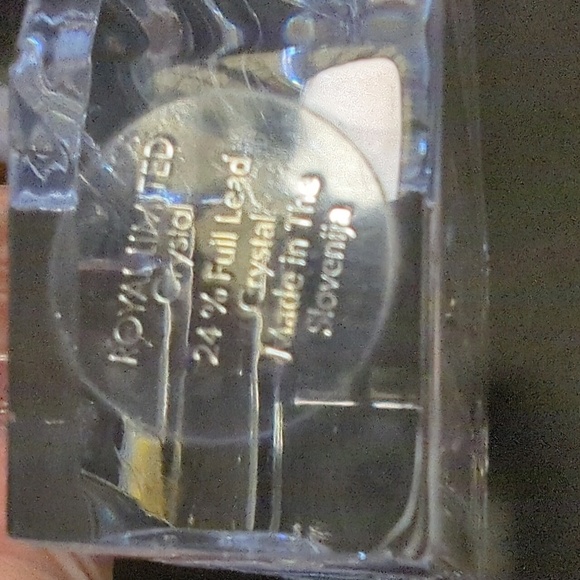 ROYAL LIMITED
Crystal
24 % Full Lead
Crystal
Made in The
Slovenija